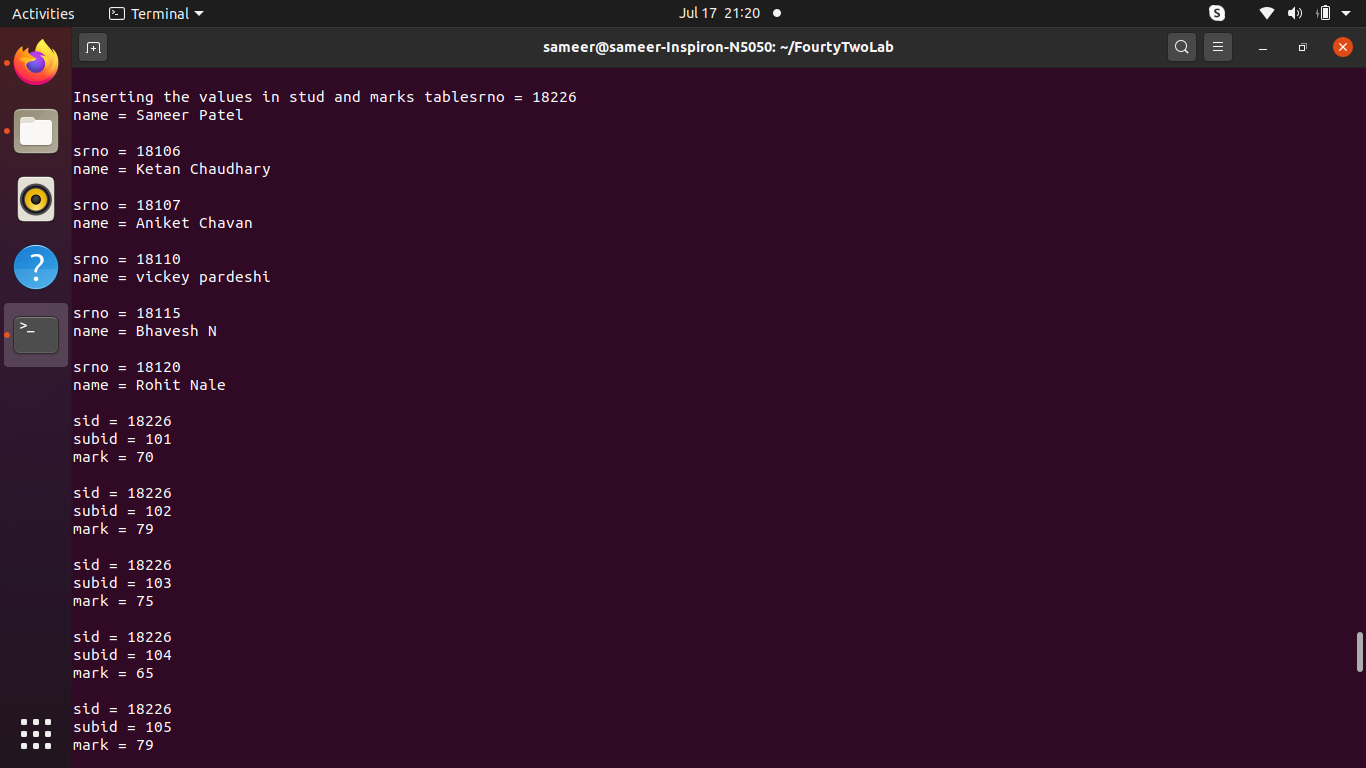 Activities
Terminal
Jul 17 21:20
S
sameer@sameer-Inspiron-N5050: ~/FourtyTwoLab
Inserting the values in stud and marks tablesrno = 18226
name = Sameer Patel
srno = 18106
name = Ketan Chaudhary
srno = 18107
name = Aniket Chavan
srno = 18110
name = vickey pardeshi
srno = 18115
name = Bhavesh N
srno = 18120
name = Rohit Nale
sid = 18226
subid = 101
mark = 70
sid = 18226
subid = 102
mark = 79
sid = 18226
subid = 103
mark = 75
sid = 18226
subid = 104
mark = 65
sid = 18226
subid = 105
mark = 79